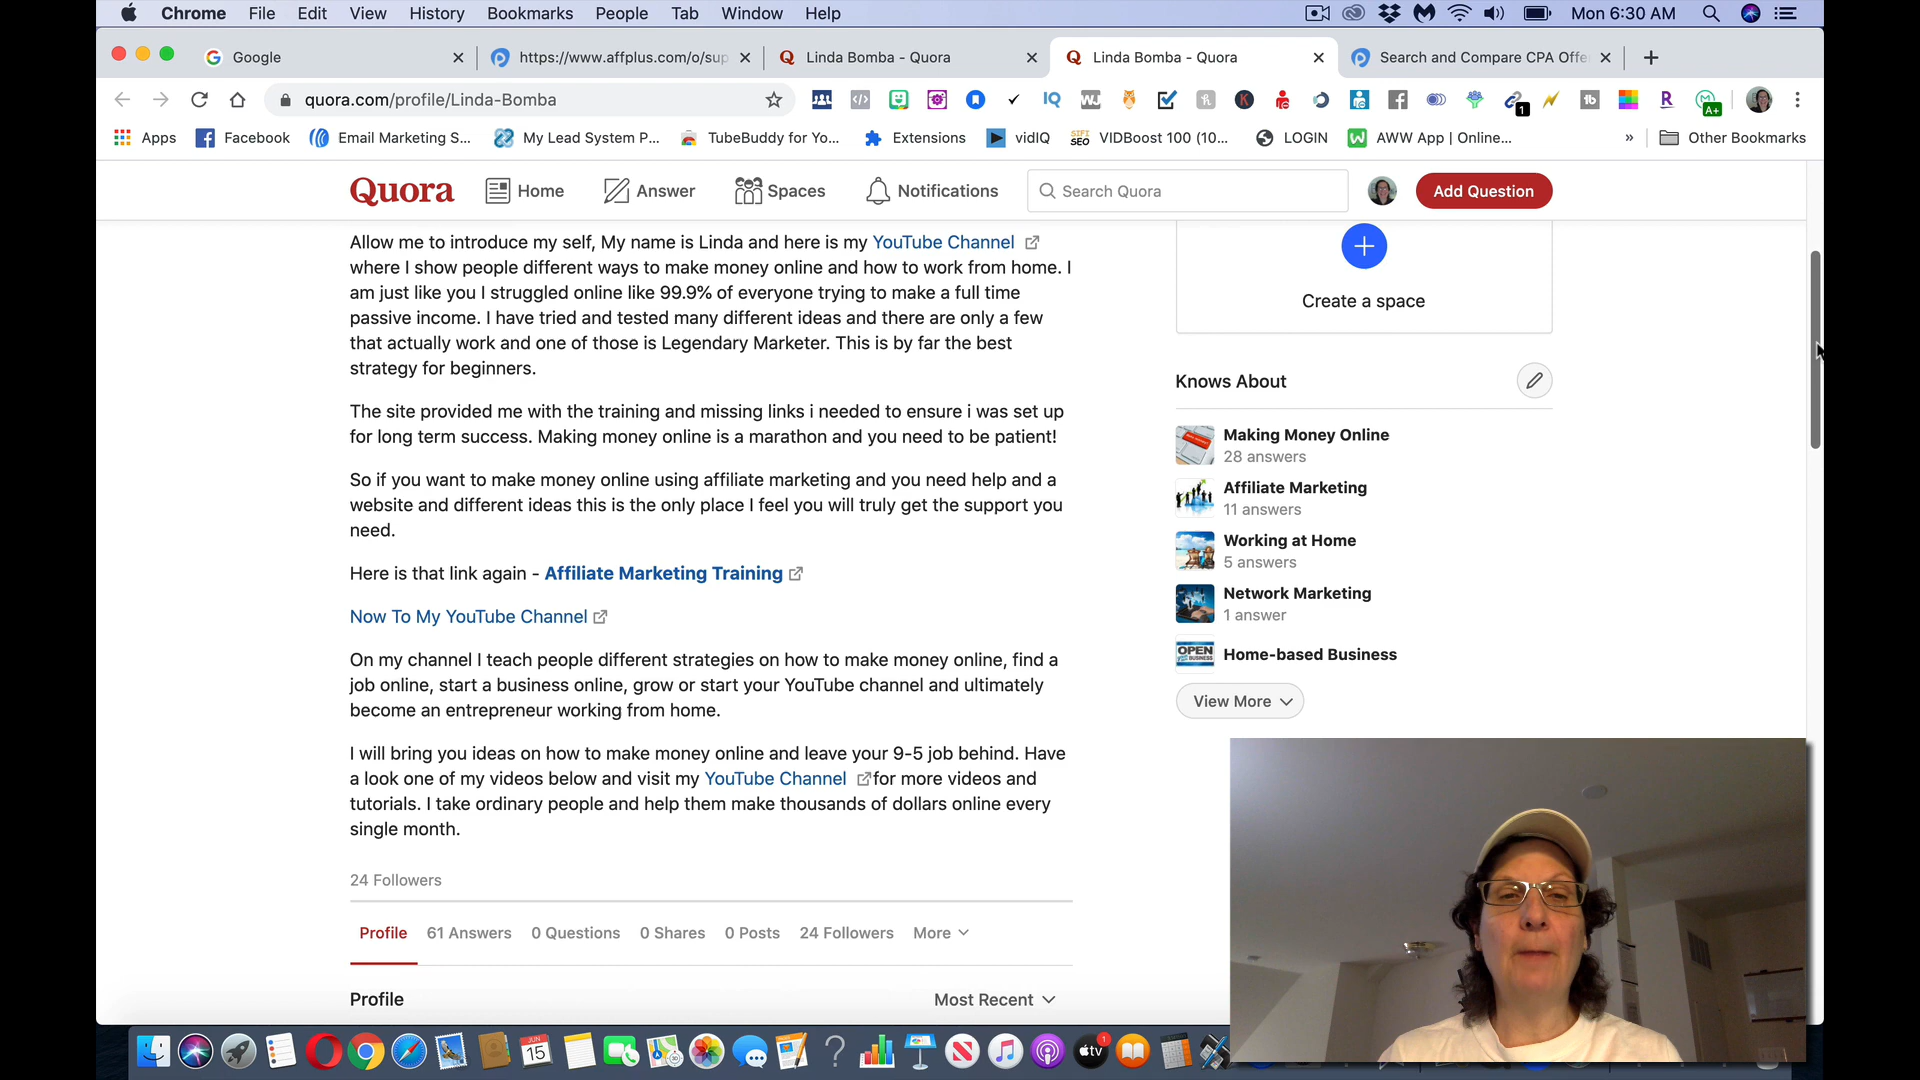 Chrome File Edit View History Bookmarks People Tab Window Help Mon 6:30 AM
Google https://www.affplus.com/o/sup Linda Bomba - Quora Linda Bomba - Quora Search and Compare CPA Offe
quora.com/profile/Linda-Bomba
Apps Facebook Email Marketing S... My Lead System P... TubeBuddy for Yo... Extensions vidIQ VIDBoost 100 (10... LOGIN AWW App | Online... » Other Bookmarks
Quora Home Answer Spaces Notifications Search Quora Add Question
Allow me to introduce my self, My name is Linda and here is my YouTube Channel
where I show people different ways to make money online and how to work from home. I
am just like you I struggled online like 99.9% of everyone trying to make a full time
passive income. I have tried and tested many different ideas and there are only a few
that actually work and one of those is Legendary Marketer. This is by far the best
strategy for beginners.
The site provided me with the training and missing links i needed to ensure i was set up
for long term success. Making money online is a marathon and you need to be patient!
So if you want to make money online using affiliate marketing and you need help and a
website and different ideas this is the only place I feel you will truly get the support you
need.
Here is that link again - Affiliate Marketing Training
Now To My YouTube Channel
On my channel I teach people different strategies on how to make money online, find a
job online, start a business online, grow or start your YouTube channel and ultimately
become an entrepreneur working from home.
I will bring you ideas on how to make money online and leave your 9-5 job behind. Have
a look one of my videos below and visit my YouTube Channel for more videos and
tutorials. I take ordinary people and help them make thousands of dollars online every
single month.
24 Followers
Profile 61 Answers 0 Questions 0 Shares 0 Posts 24 Followers More
Profile Most Recent
Create a space
Knows About
Making Money Online
28 answers
Affiliate Marketing
11 answers
Working at Home
5 answers
Network Marketing
1 answer
OPEN
Home-based Business
View More
JUN
15
tv
1